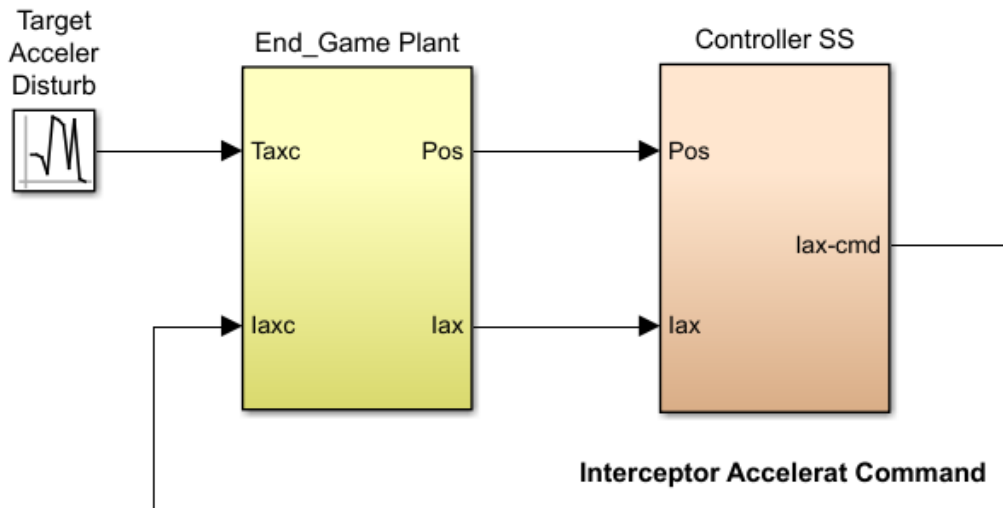 Target
Acceler
Disturb
End_Game Plant
Taxc
Pos
Iaxc
Iax
Controller SS
Pos
Iax-cmd
Iax
Interceptor Accelerat Command